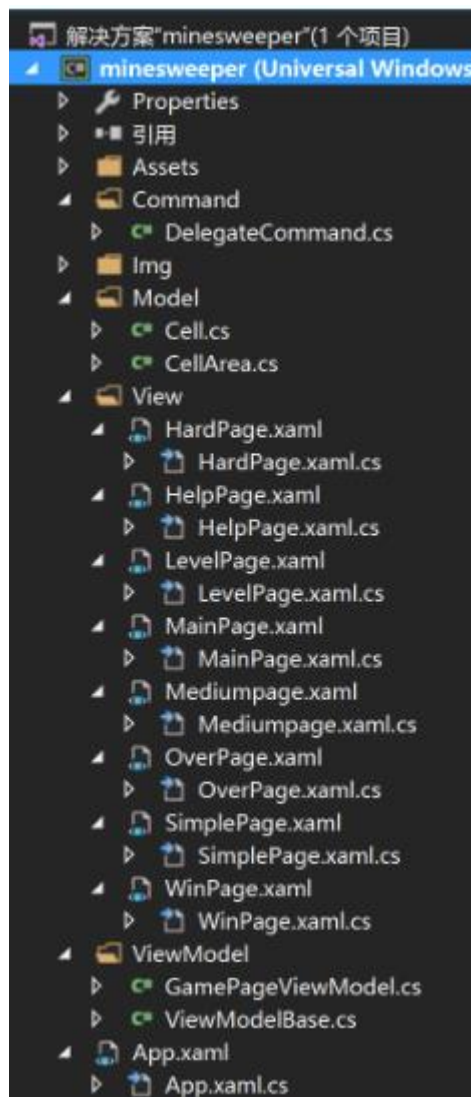 解决方案"minesweeper"(1 个项目)
minesweeper (Universal Windows
Properties
引用
Assets
Command
DelegateCommand.cs
Img
Model
Cell.cs
CellArea.cs
View
HardPage.xaml
HardPage.xaml.cs
HelpPage.xaml
HelpPage.xaml.cs
LevelPage.xaml
LevelPage.xaml.cs
MainPage.xaml
MainPage.xaml.cs
Mediumpage.xaml
Mediumpage.xaml.cs
OverPage.xaml
OverPage.xaml.cs
SimplePage.xaml
SimplePage.xaml.cs
WinPage.xaml
WinPage.xaml.cs
ViewModel
GamePageViewModel.cs
ViewModelBase.cs
App.xaml
App.xaml.cs